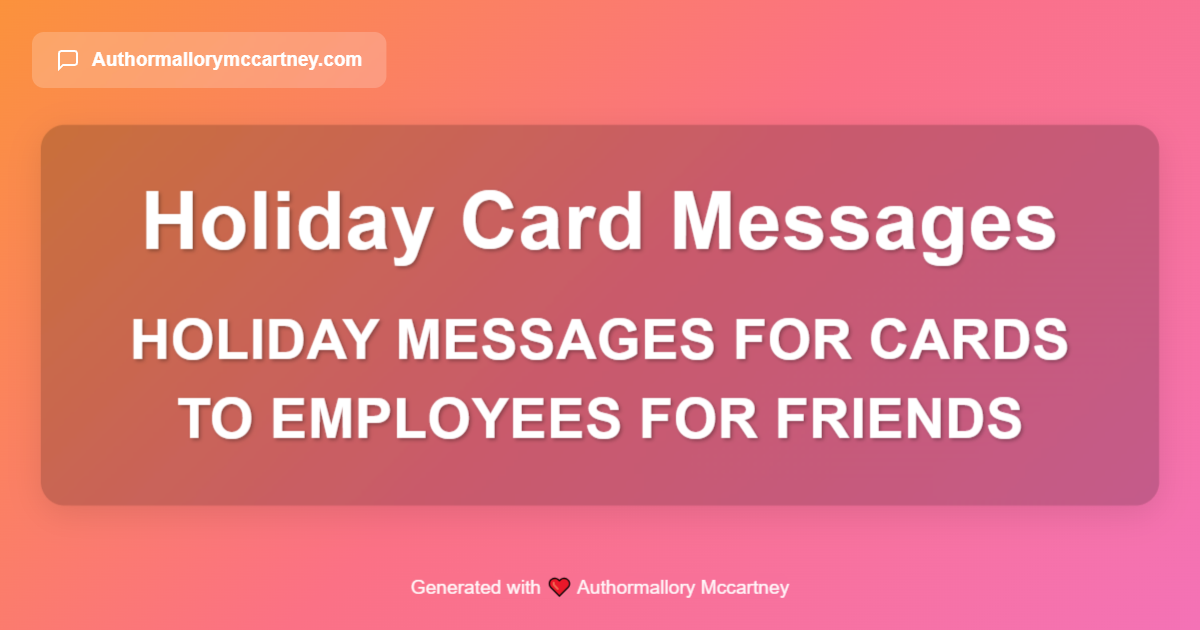 Authormallorymccartney.com
Holiday Card Messages
HOLIDAY MESSAGES FOR CARDS
TO EMPLOYEES FOR FRIENDS
Generated with ❤️ Authormallory Mccartney